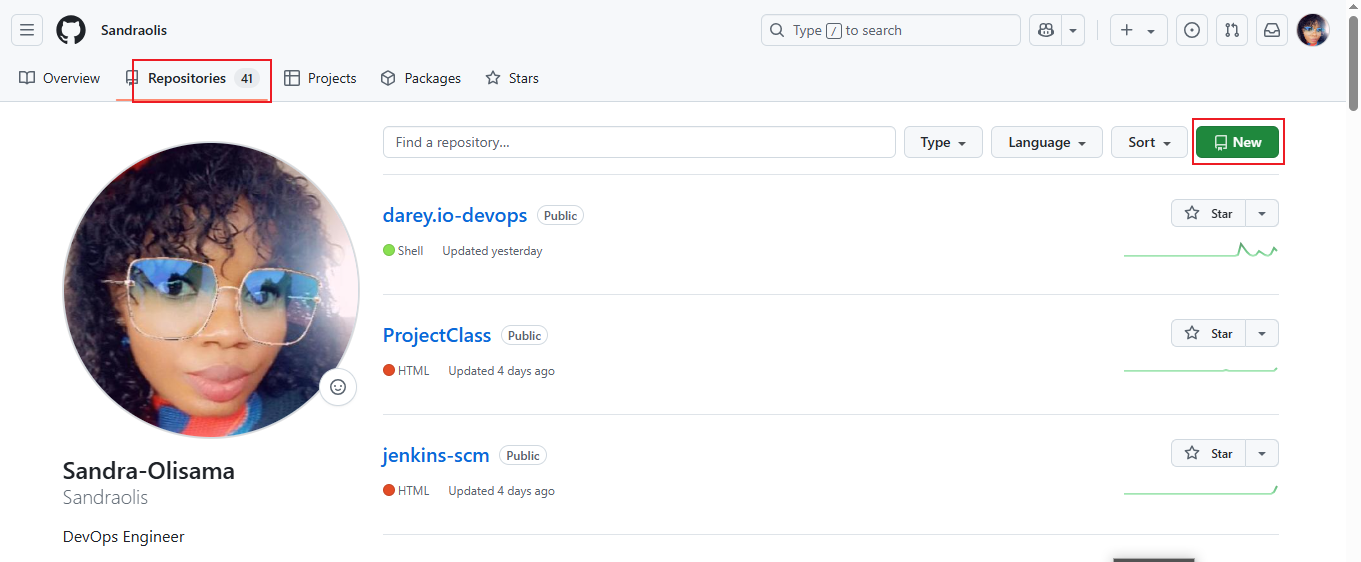 Sandraolis
Type / to search
Overview
Repositories 41
Projects
Packages
Stars
Find a repository...
Type
Language
Sort
New
darey.io-devops Public
Star
Shell Updated yesterday
ProjectClass Public
Star
HTML Updated 4 days ago
jenkins-scm Public
Star
HTML Updated 4 days ago
Sandra-Olisama
Sandraolis
DevOps Engineer